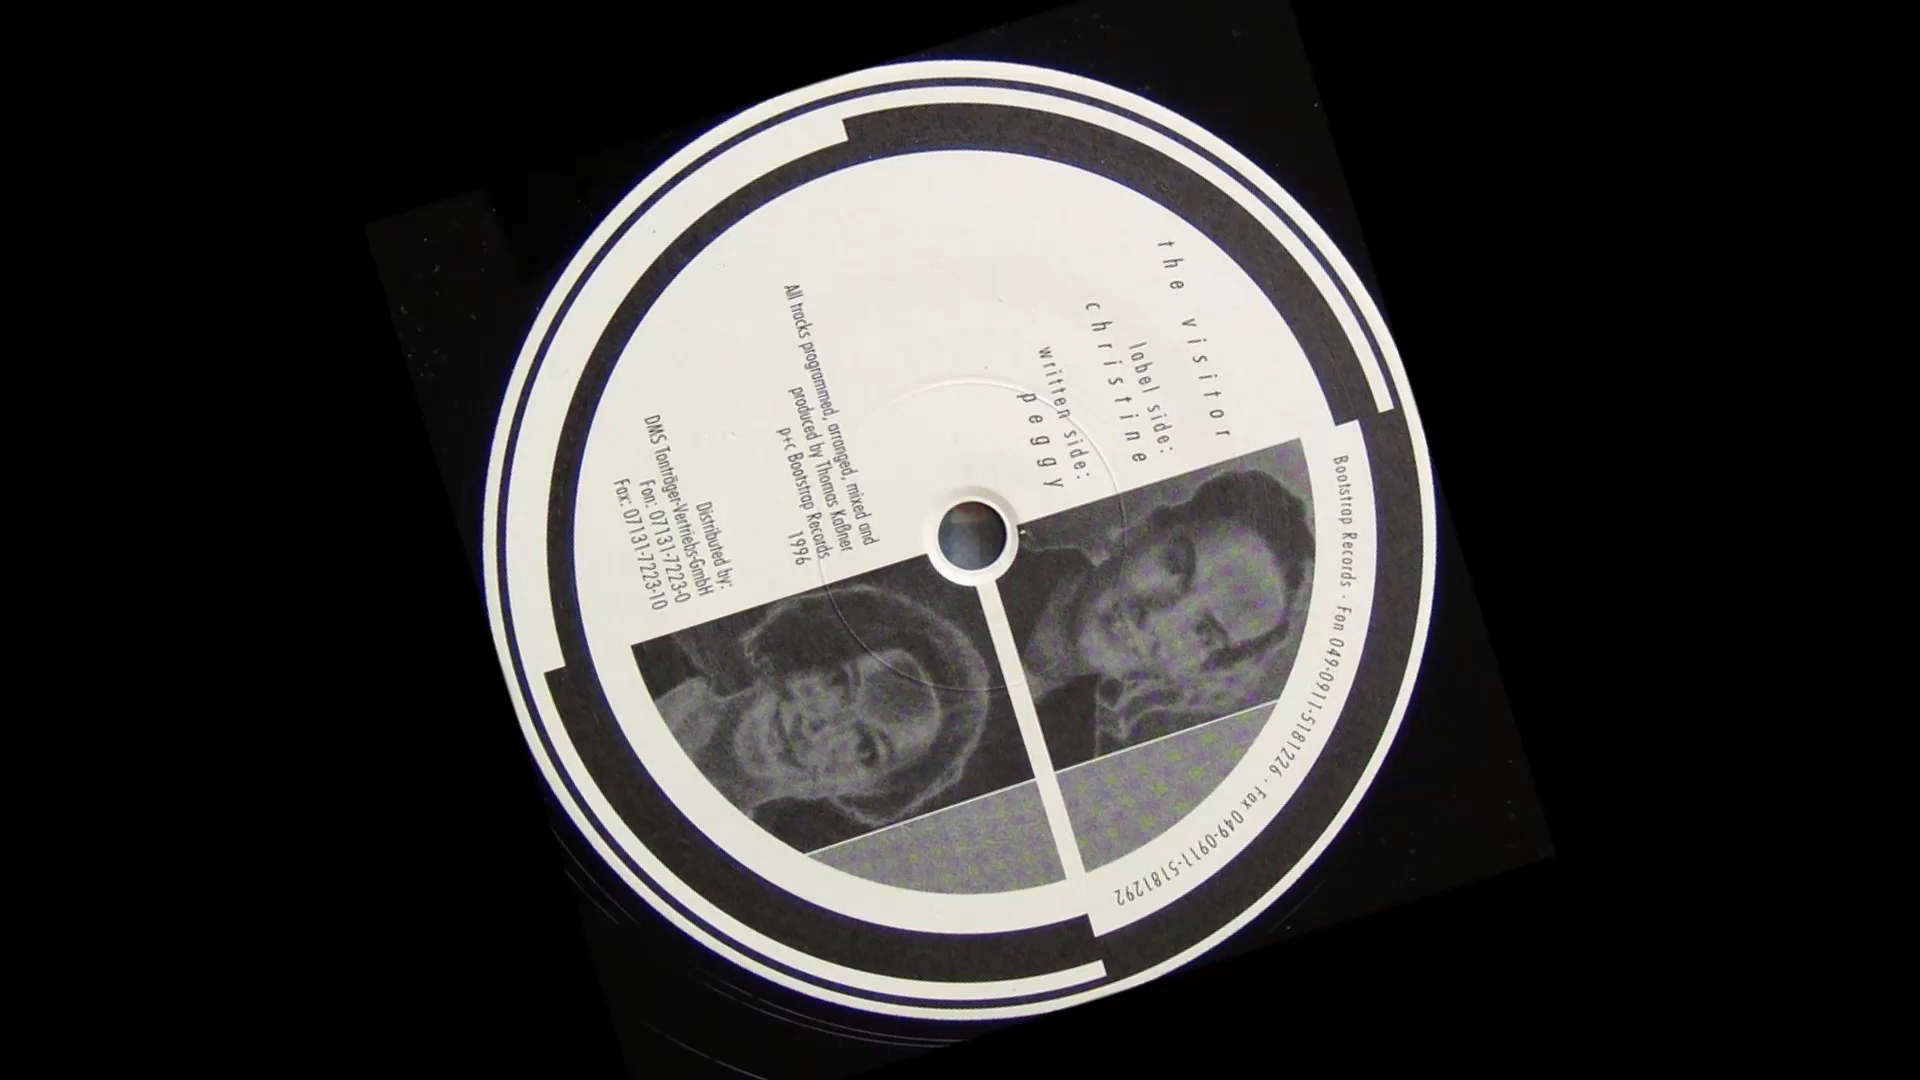 the visitor
label side:
christine
written side:
peggy
All tracks programmed, arranged, mixed and
produced by Thomas Kaßner
p+c Bootstrap Records
1996
Distributed by:
DMS Tonträger-Vertriebs-GmbH
Fon: 07131-7223-0
Fax: 07131-7223-10
Bootstrap Records · Fon 049-0911-5181226 . Fax 049-0911-5181292